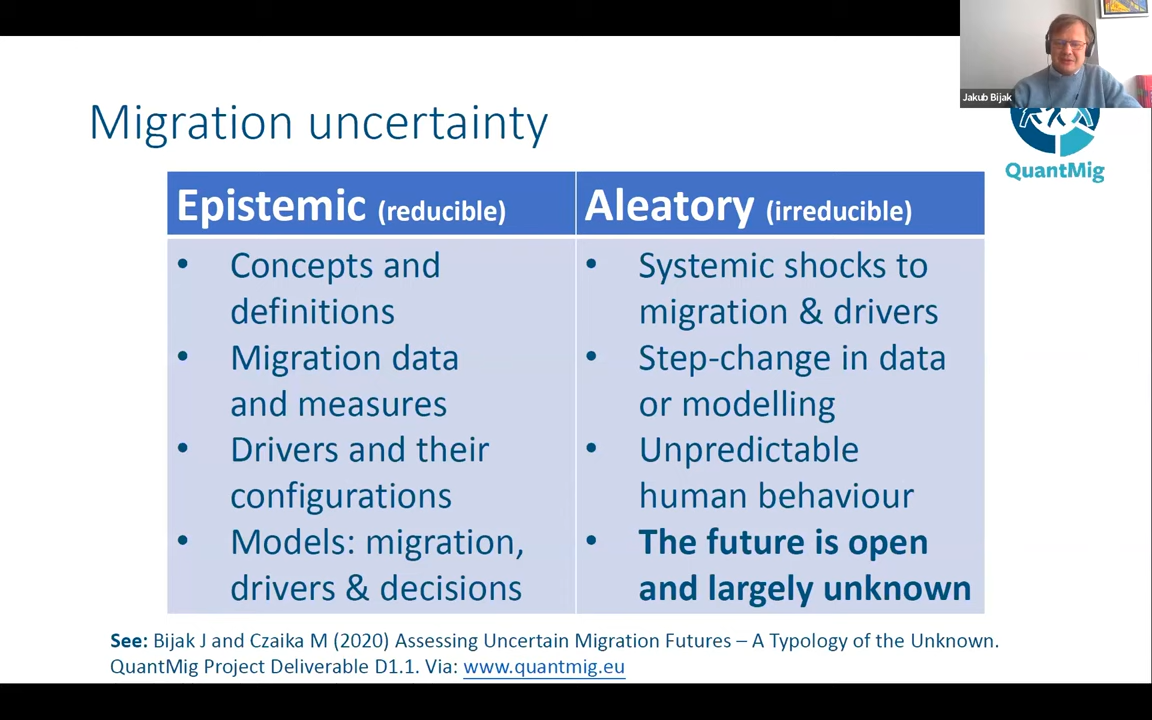 Jakub Bijak
Migration uncertainty
QuantMig
Epistemic (reducible)
Aleatory (irreducible)
• Concepts and
definitions
• Migration data
and measures
• Drivers and their
configurations
• Models: migration,
drivers & decisions
• Systemic shocks to
migration & drivers
• Step-change in data
or modelling
• Unpredictable
human behaviour
• The future is open
and largely unknown
See: Bijak J and Czaika M (2020) Assessing Uncertain Migration Futures – A Typology of the Unknown.
QuantMig Project Deliverable D1.1. Via: www.quantmig.eu